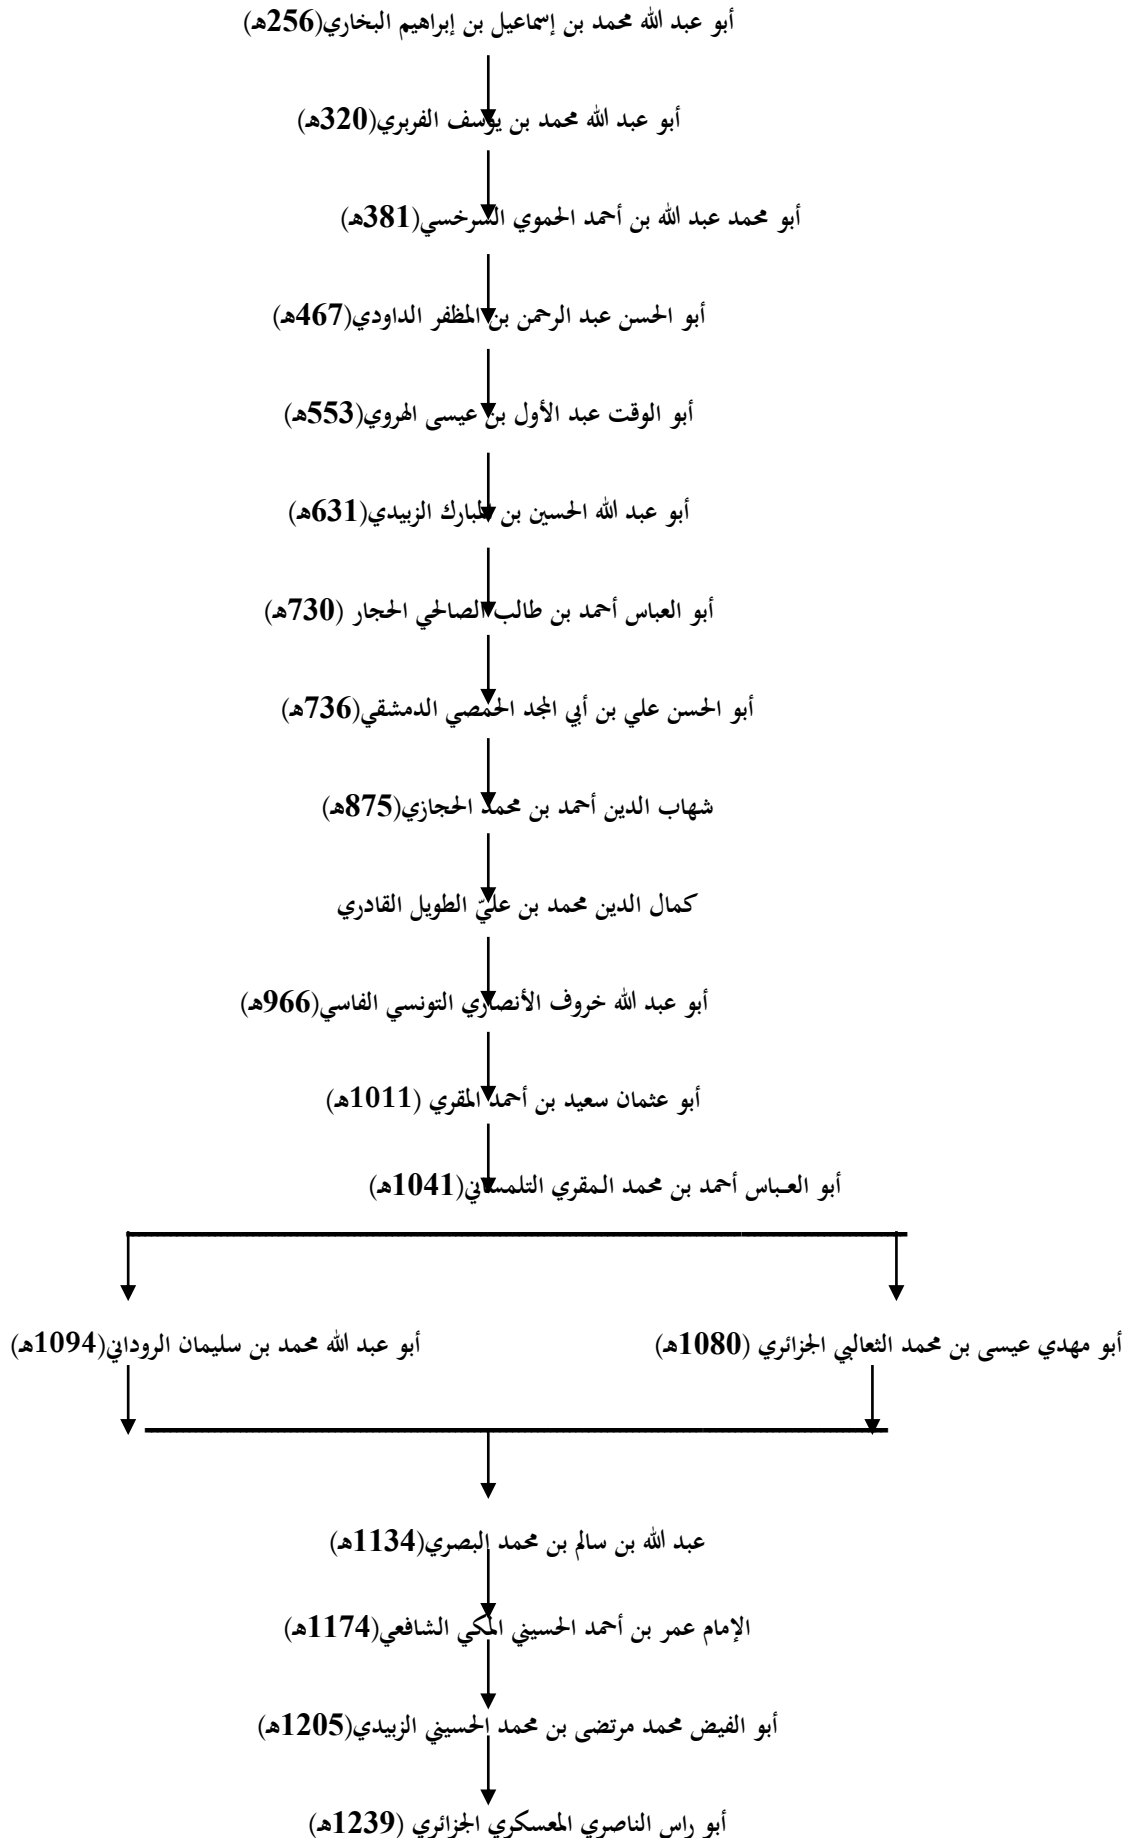 أبو عبد الله محمد بن إسماعيل بن إبراهيم البخاري(256هـ)
أبو عبد الله محمد بن يوسف الفربري(320هـ)
أبو محمد عبد الله بن أحمد الحموي السرخسي(381هـ)
أبو الحسن عبد الرحمن بن المظفر الداودي(467هـ)
أبو الوقت عبد الأول بن عيسى الهروي(553هـ)
أبو عبد الله الحسين بن المبارك الزبيدي(631هـ)
أبو العباس أحمد بن طالب الصالحي الحجار (730هـ)
أبو الحسن علي بن أبي المجد الحمصي الدمشقي(736هـ)
شهاب الدين أحمد بن محمد الحجازي(875هـ)
كمال الدين محمد بن عليّ الطويل القادري
أبو عبد الله خروف الأنصاري التونسي الفاسي(966هـ)
أبو عثمان سعيد بن أحمد المقري (1011هـ)
أبو العباس أحمد بن محمد المقري التلمساني(1041هـ)
أبو مهدي عيسى بن محمد الثعالبي الجزائري (1080هـ)
أبو عبد الله محمد بن سليمان الروداني(1094هـ)
عبد الله بن سالم بن محمد البصري(1134هـ)
الإمام عمر بن أحمد الحسيني المكي الشافعي(1174هـ)
أبو الفيض محمد مرتضى بن محمد الحسيني الزبيدي(1205هـ)
أبو راس الناصري المعسكري الجزائري (1239هـ)